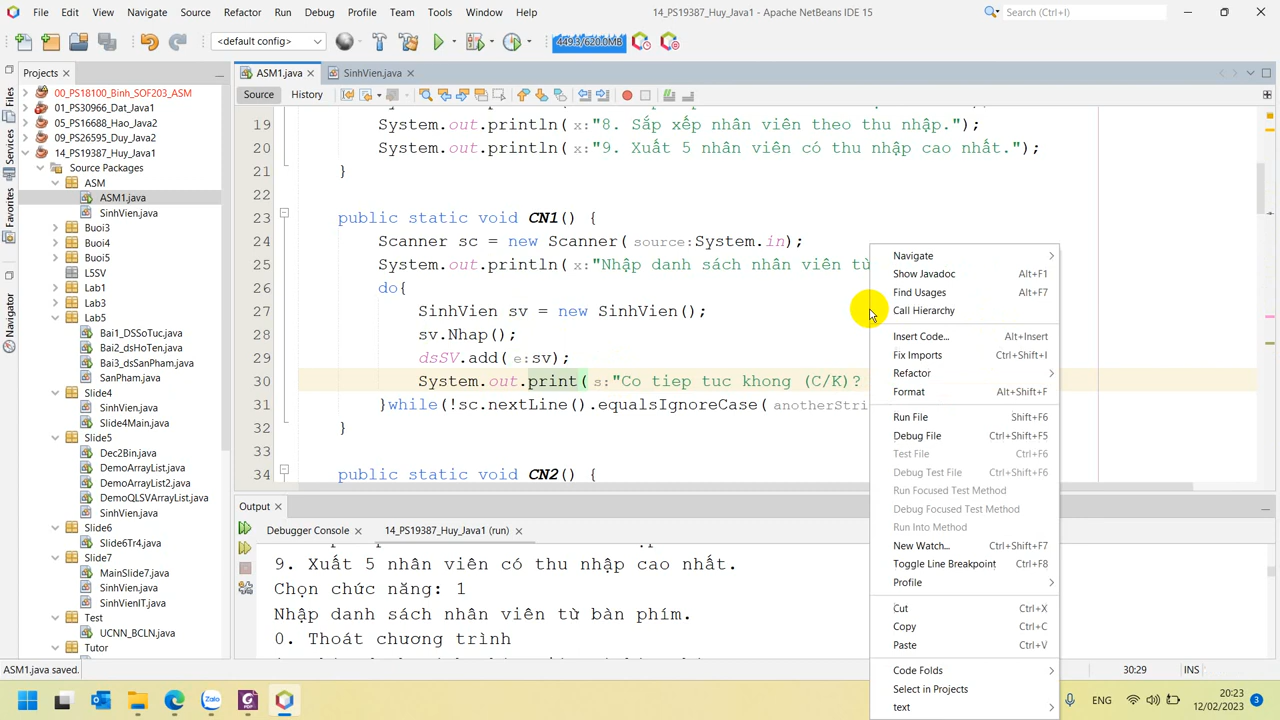 File Edit View Navigate Source Refactor Run Debug Profile Team Tools Window Help
14_PS19387_Huy_Java1 - Apache NetBeans IDE 15
Search (Ctrl+I)
<default config>
449.3/620.0MB
Files
Services
Favorites
Navigator
Projects
00_PS18100_Binh_SOF203_ASM
01_PS30966_Dat_Java1
05_PS16688_Hao_Java2
09_PS26595_Duy_Java2
14_PS19387_Huy_Java1
Source Packages
ASM
ASM1.java
SinhVien.java
Buoi3
Buoi4
Buoi5
L5SV
Lab1
Lab3
Lab5
Bai1_DSSoTuc.java
Bai2_dsHoTen.java
Bai3_dsSanPham.java
SanPham.java
Slide4
SinhVien.java
Slide4Main.java
Slide5
Dec2Bin.java
DemoArrayList.java
DemoArrayList2.java
DemoQLSVArrayList.java
SinhVien.java
Slide6
Slide6Tr4.java
Slide7
MainSlide7.java
SinhVien.java
SinhVienIT.java
Test
UCNN_BCLN.java
Tutor
ASM1.java SinhVien.java
Source History
19 System.out.println( x:"8. Sắp xếp nhân viên theo thu nhập.");
20 System.out.println( x:"9. Xuất 5 nhân viên có thu nhập cao nhất.");
21 }
22
23 public static void CN1() {
24 Scanner sc = new Scanner( source:System.in);
25 System.out.println( x:"Nhập danh sách nhân viên từ
26 do{
27 SinhVien sv = new SinhVien();
28 sv.Nhap();
29 dsSV.add( e:sv);
30 System.out.print( s:"Co tiep tuc khong (C/K)?
31 }while(!sc.nextLine().equalsIgnoreCase( anotherStri
32 }
33
34 public static void CN2() {
Navigate
Show Javadoc Alt+F1
Find Usages Alt+F7
Call Hierarchy
Insert Code... Alt+Insert
Fix Imports Ctrl+Shift+I
Refactor
Format Alt+Shift+F
Run File Shift+F6
Debug File Ctrl+Shift+F5
Test File Ctrl+F6
Debug Test File Ctrl+Shift+F6
Run Focused Test Method
Debug Focused Test Method
Run Into Method
New Watch... Ctrl+Shift+F7
Toggle Line Breakpoint Ctrl+F8
Profile
Cut Ctrl+X
Copy Ctrl+C
Paste Ctrl+V
Code Folds
Select in Projects
text
Output
Debugger Console 14_PS19387_Huy_Java1 (run)
9. Xuất 5 nhân viên có thu nhập cao nhất.
Chọn chức năng: 1
Nhập danh sách nhân viên từ bàn phím.
0. Thoát chương trình
ASM1.java saved.
30:29 INS
Zalo
ENG
20:23
12/02/2023
3